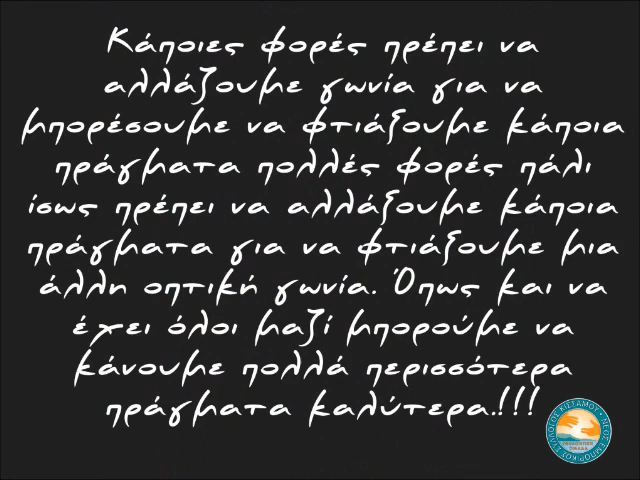 Κάποιες φορές πρέπει να
αλλάζουμε γωνία για να
μπορέσουμε να φτιάξουμε κάποια
πράγματα πολλές φορές πάλι
ίσως πρέπει να αλλάξουμε κάποια
πράγματα για να φτιάξουμε μια
άλλη οπτική γωνία. Όπως και να
έχει όλοι μαζί μπορούμε να
κάνουμε πολλά περισσότερα
πράγματα καλύτερα.!!!